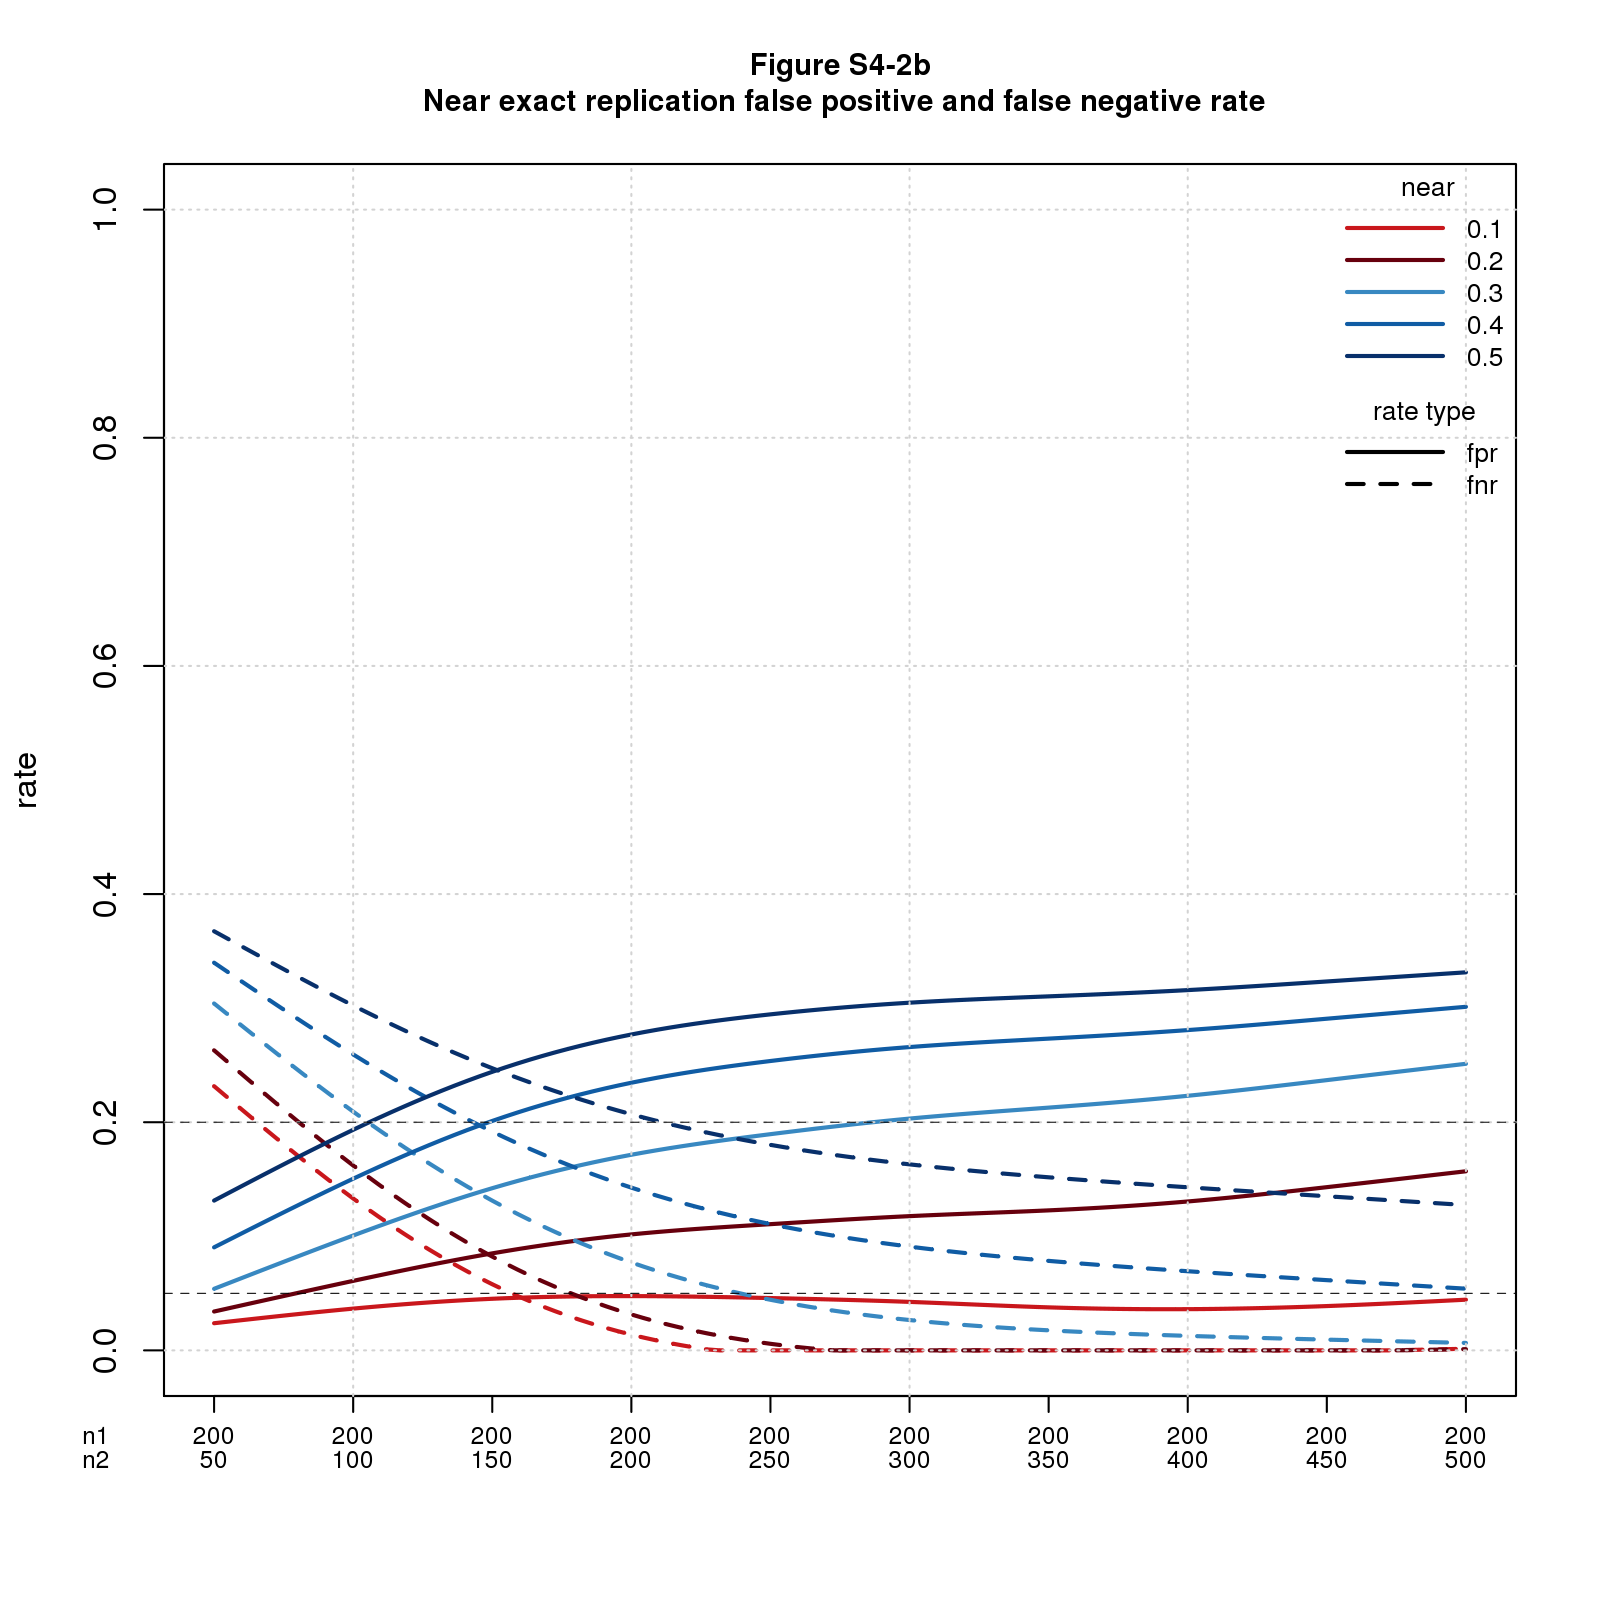 Figure S4-2b
Near exact replication false positive and false negative rate
near
0.1
0.2
0.3
0.4
0.5
rate type
fpr
fnr
rate
1.0
0.8
0.6
0.4
0.2
0.0
n1 200 200 200 200 200 200 200 200 200 200
n2 50 100 150 200 250 300 350 400 450 500